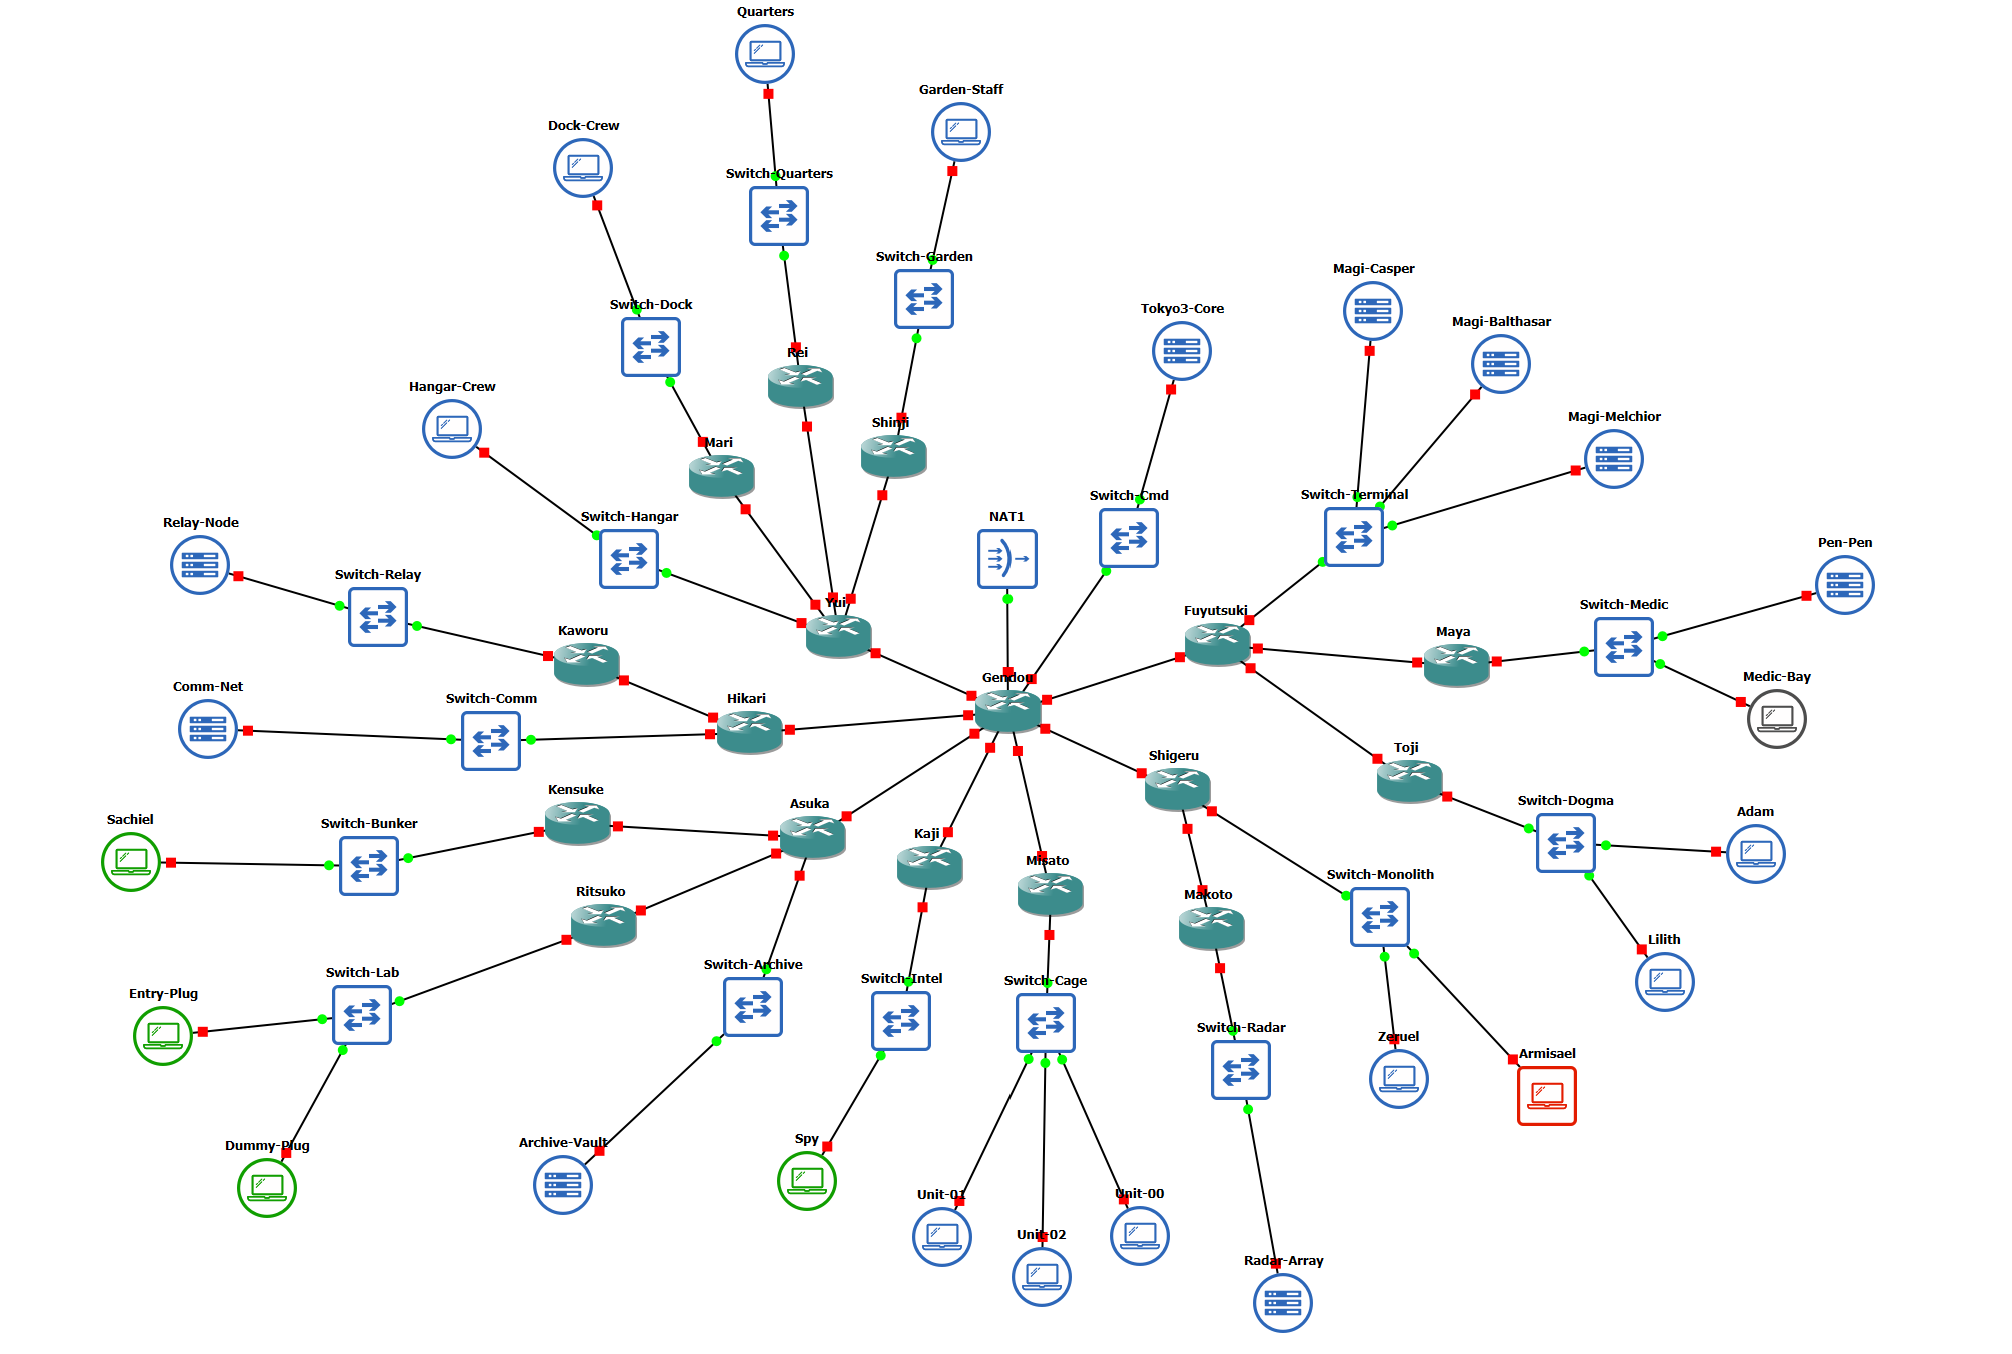 Quarters
Garden-Staff
Dock-Crew
Switch-Quarters
Switch-Garden
Magi-Casper
Switch-Dock
Tokyo3-Core
Magi-Balthasar
Rei
Hangar-Crew
Magi-Melchior
Shinji
Mari
Switch-Cmd
Switch-Terminal
Relay-Node
Switch-Hangar
NAT1
Pen-Pen
Switch-Relay
Yui
Fuyutsuki
Switch-Medic
Kaworu
Maya
Gendou
Medic-Bay
Comm-Net
Switch-Comm
Hikari
Toji
Shigeru
Kensuke
Asuka
Switch-Dogma
Adam
Sachiel
Switch-Bunker
Kaji
Misato
Switch-Monolith
Ritsuko
Makoto
Lilith
Switch-Lab
Switch-Archive
Switch-Intel
Switch-Cage
Entry-Plug
Switch-Radar
Zeruel
Armisael
Dummy-Plug
Archive-Vault
Spy
Unit-01
Unit-00
Unit-02
Radar-Array